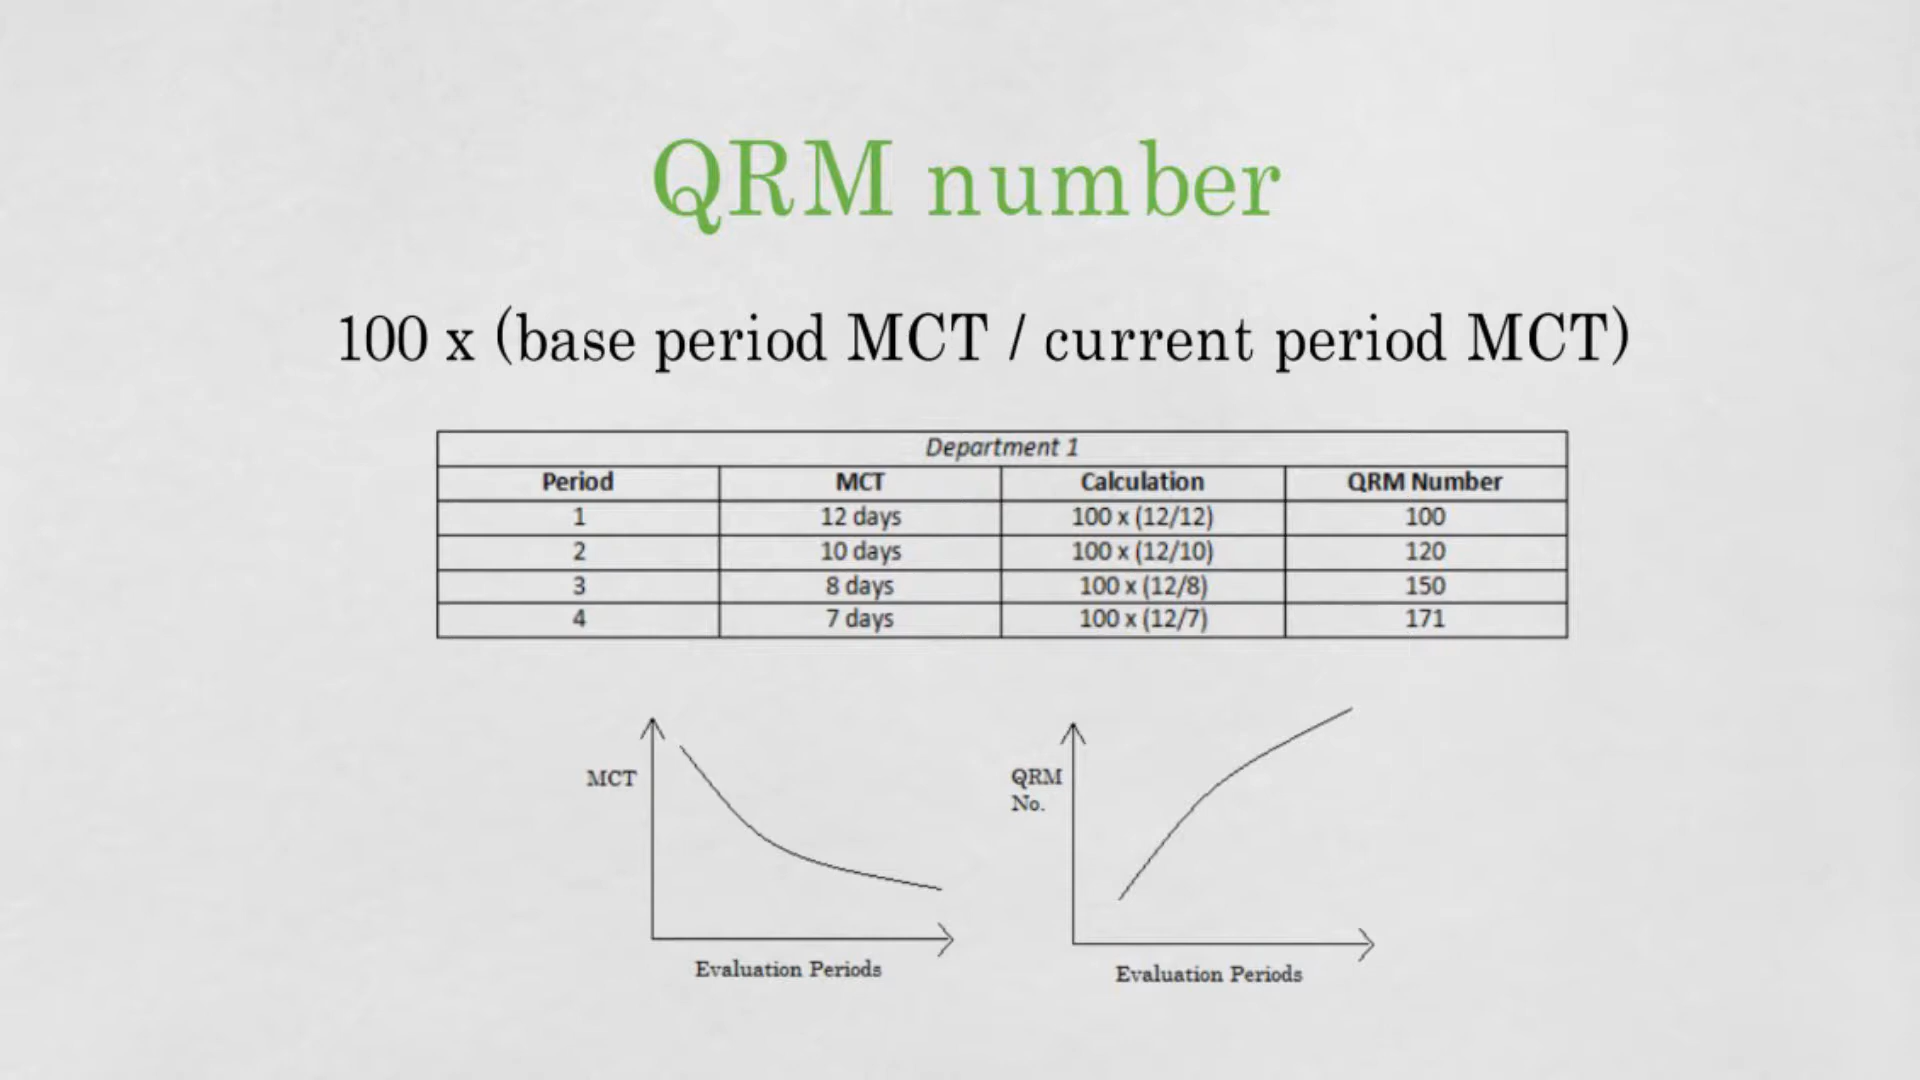 QRM number
100 x (base period MCT / current period MCT)
Department 1
Period MCT Calculation QRM Number
1 12 days 100 x (12/12) 100
2 10 days 100 x (12/10) 120
3 8 days 100 x (12/8) 150
4 7 days 100 x (12/7) 171
MCT
Evaluation Periods
QRM
No.
Evaluation Periods